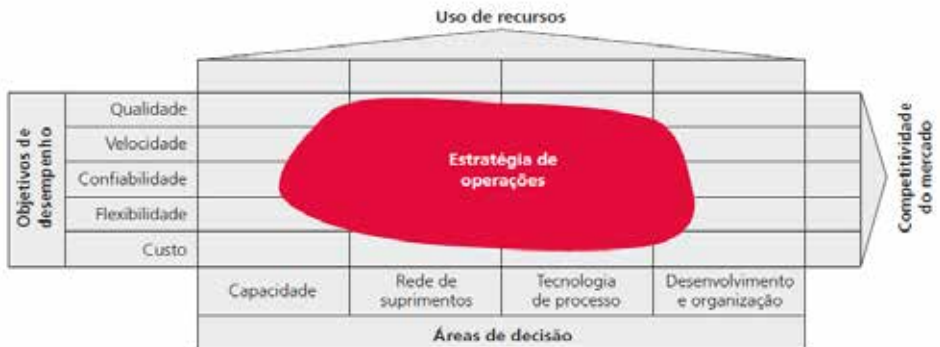 Uso de recursos
Objetivos de
desempenho
Qualidade
Velocidade
Confiabilidade
Flexibilidade
Custo
Estratégia de
operações
Competitividade
do mercado
Capacidade
Rede de
suprimentos
Tecnologia
de processo
Desenvolvimento
e organização
Áreas de decisão